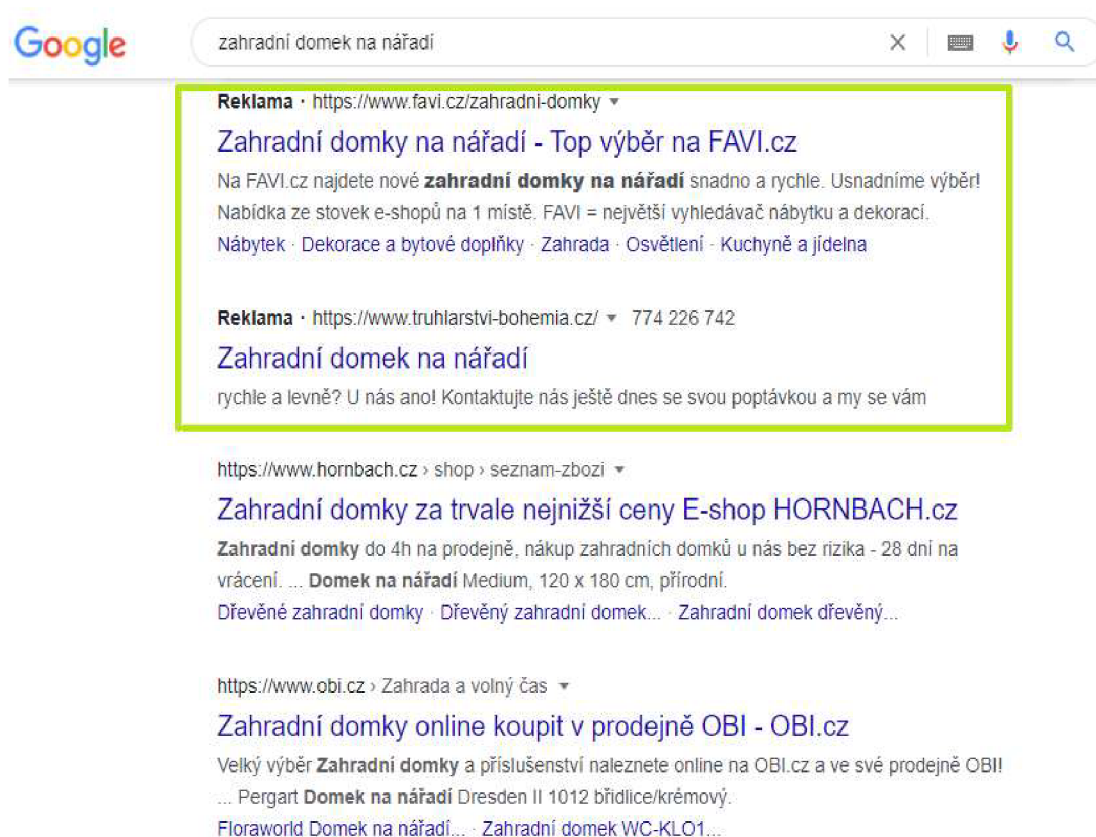 Google
zahradní domek na nářadí
Reklama · https://www.favi.cz/zahradni-domky
Zahradní domky na nářadí - Top výběr na FAVI.cz
Na FAVI.cz najdete nové zahradní domky na nářadí snadno a rychle. Usnadníme výběr!
Nabídka ze stovek e-shopů na 1 místě. FAVI = největší vyhledávač nábytku a dekorací.
Nábytek · Dekorace a bytové doplňky · Zahrada · Osvětlení · Kuchyně a jídelna
Reklama · https://www.truhlarstvi-bohemia.cz/ 774 226 742
Zahradní domek na nářadí
rychle a levně? U nás ano! Kontaktujte nás ještě dnes se svou poptávkou a my se vám
https://www.hornbach.cz › shop › seznam-zbozi
Zahradní domky za trvale nejnižší ceny E-shop HORNBACH.cz
Zahradní domky do 4h na prodejně, nákup zahradních domků u nás bez rizika - 28 dní na
vrácení. ... Domek na nářadí Medium, 120 x 180 cm, přírodní.
Dřevěné zahradní domky · Dřevěný zahradní domek... · Zahradní domek dřevěný...
https://www.obi.cz › Zahrada a volný čas
Zahradní domky online koupit v prodejně OBI - OBI.cz
Velký výběr Zahradní domky a příslušenství naleznete online na OBI.cz a ve své prodejně OBI!
... Pergart Domek na nářadí Dresden II 1012 břidlice/krémový.
Floraworld Domek na nářadí... · Zahradní domek WC-KLO1...